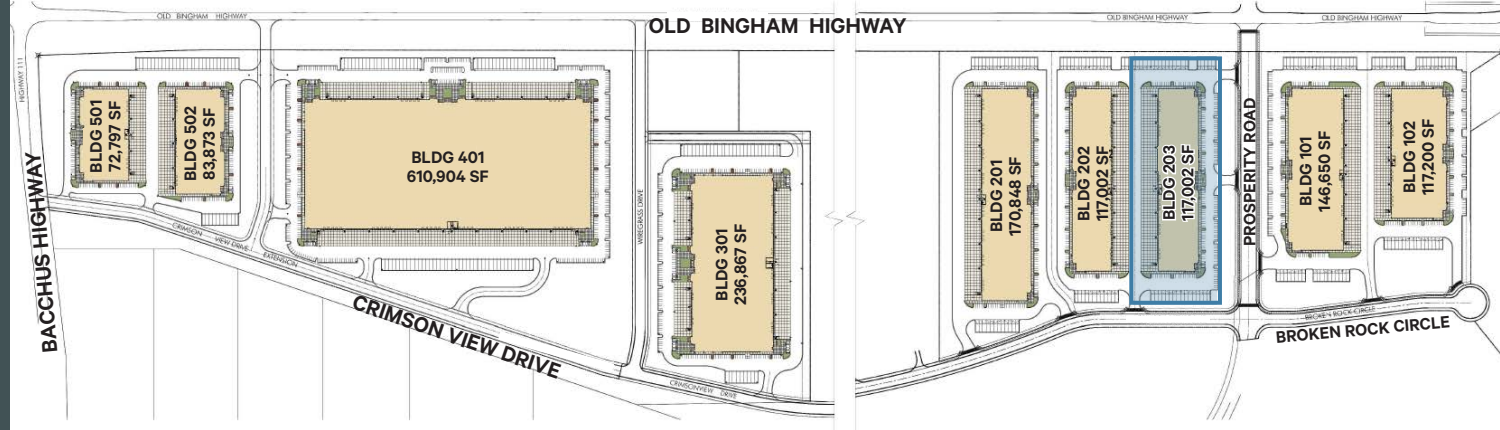 OLD BINGHAM HIGHWAY
OLD BINGHAM HIGHWAY
OLD BINGHAM HIGHWAY
OLD BINGHAM HIGHWAY
HIGHWAY 111
BACCHUS HIGHWAY
BLDG 501
72,797 SF
BLDG 502
83,873 SF
BLDG 401
610,904 SF
CRIMSON VIEW DRIVE
EXTENSION
CRIMSON VIEW DRIVE
WIREGRASS DRIVE
BLDG 301
236,867 SF
CRIMSONVIEW DRIVE
BLDG 201
170,848 SF
BLDG 202
117,002 SF
BLDG 203
117,002 SF
PROSPERITY ROAD
BLDG 101
146,650 SF
BLDG 102
117,200 SF
BROKEN ROCK CIRCLE
BROKEN ROCK CIRCLE